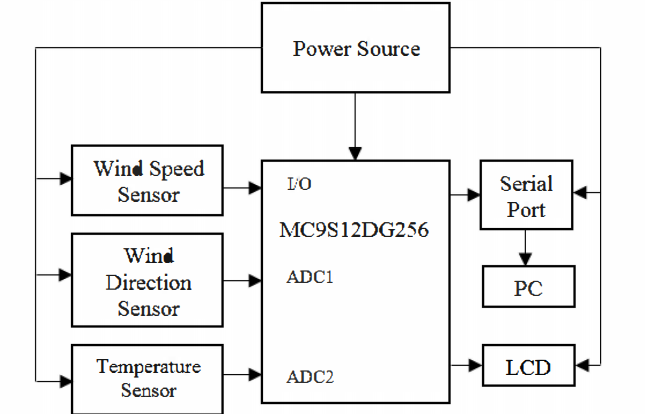 Power Source
Wind Speed
Sensor
I/O
Serial
Port
MC9S12DG256
Wind
Direction
Sensor
ADC1
PC
Temperature
Sensor
ADC2
LCD